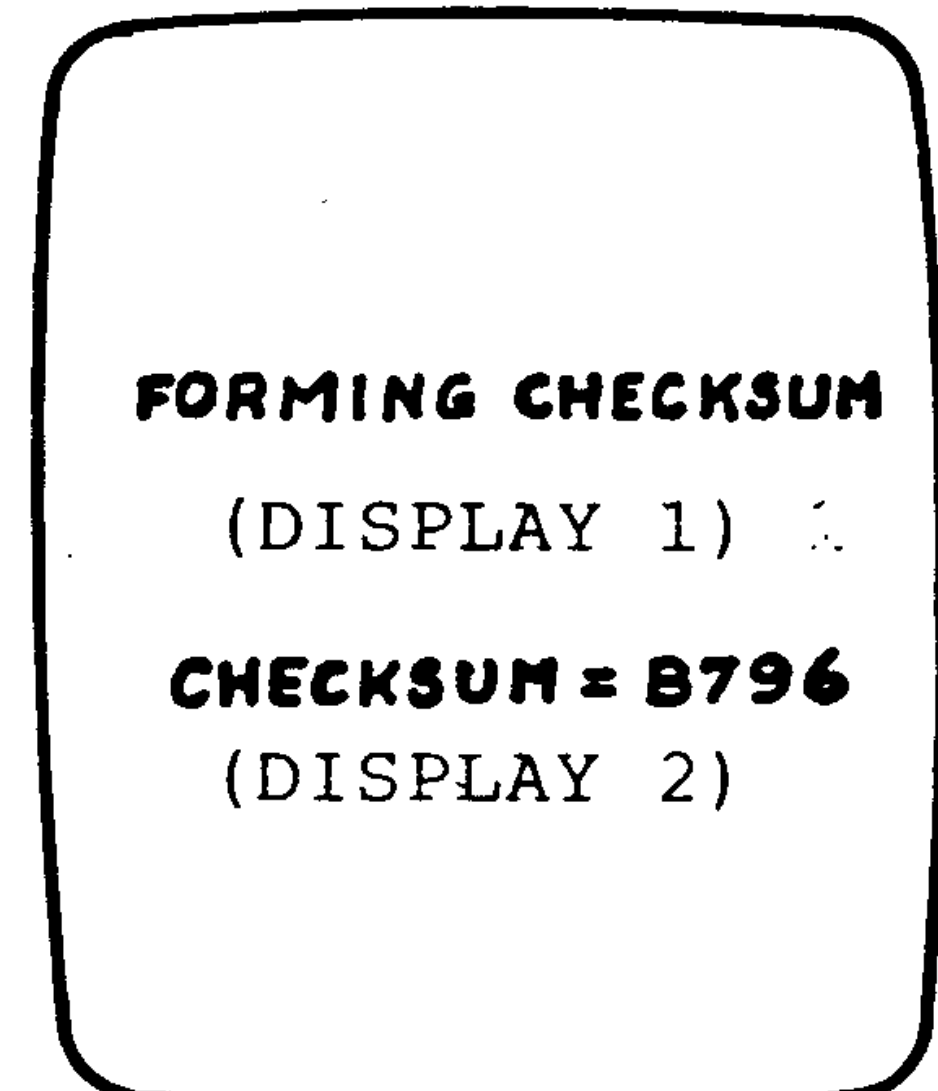 FORMING CHECKSUM
(DISPLAY 1)
CHECKSUM = B796
(DISPLAY 2)